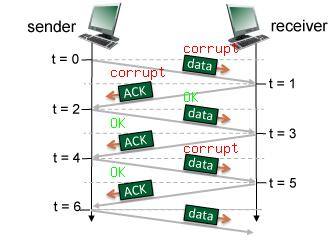 sender
receiver
corrupt
t = 0
data
corrupt
t = 1
ACK
OK
t = 2
data
OK
t = 3
ACK
corrupt
t = 4
data
OK
t = 5
ACK
t = 6
data